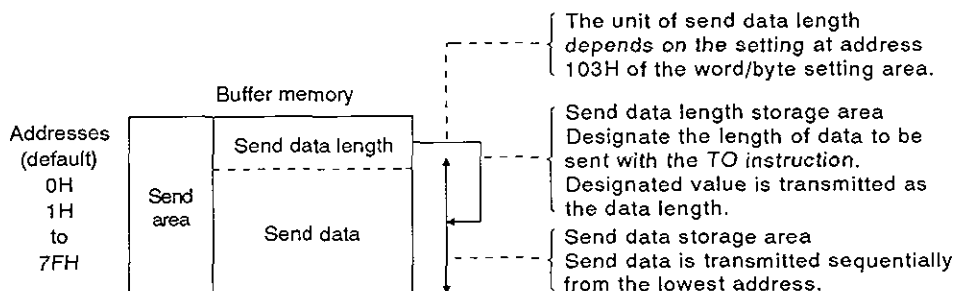 The unit of send data length
depends on the setting at address
103H of the word/byte setting area.
Buffer memory
Addresses
(default)
0H
1H
to
7FH
Send
area
Send data length
Send data
Send data length storage area
Designate the length of data to be
sent with the TO instruction.
Designated value is transmitted as
the data length.
Send data storage area
Send data is transmitted sequentially
from the lowest address.